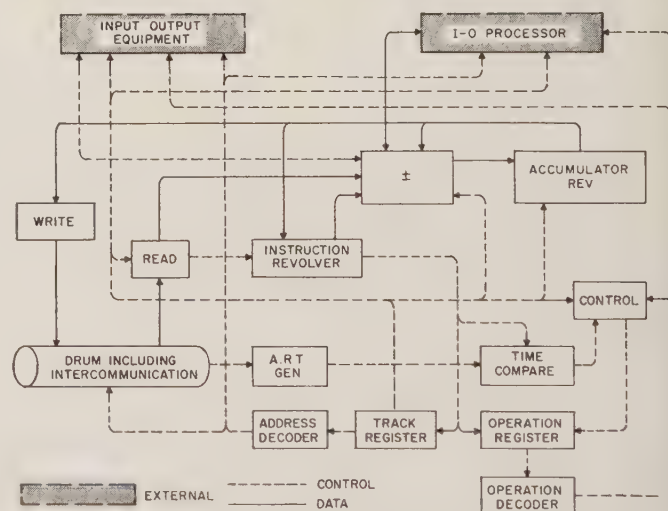 INPUT OUTPUT
EQUIPMENT
I-O PROCESSOR
±
ACCUMULATOR
REV
WRITE
READ
INSTRUCTION
REVOLVER
CONTROL
DRUM INCLUDING
INTERCOMMUNICATION
A.R.T
GEN
TIME
COMPARE
ADDRESS
DECODER
TRACK
REGISTER
OPERATION
REGISTER
OPERATION
DECODER
EXTERNAL
CONTROL
DATA